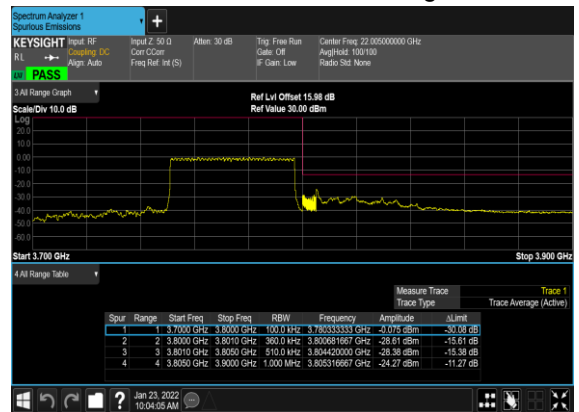 Spectrum Analyzer 1
Spurious Emissions
KEYSIGHT Input: RF Input Z: 50 Ω Atten: 30 dB Trig: Free Run Center Freq: 22.005000000 GHz
RL Coupling: DC Corr CCorr Gate: Off Avg|Hold: 100/100
Align: Auto Freq Ref: Int (S) IF Gain: Low Radio Std: None
LW PASS
3 All Range Graph
Ref Lvl Offset 15.98 dB
Scale/Div 10.0 dB Ref Value 30.00 dBm
Log
20.0
10.0
0.00
-10.0
-20.0
-30.0
-40.0
-50.0
-60.0
Start 3.700 GHz Stop 3.900 GHz
4 All Range Table
Measure Trace Trace 1
Trace Type Trace Average (Active)
Spur Range Start Freq Stop Freq RBW Frequency Amplitude ΔLimit
1 1 3.7000 GHz 3.8000 GHz 100.0 kHz 3.780333333 GHz -0.075 dBm -30.08 dB
2 2 3.8000 GHz 3.8010 GHz 360.0 kHz 3.800681667 GHz -28.61 dBm -15.61 dB
3 3 3.8010 GHz 3.8050 GHz 510.0 kHz 3.804420000 GHz -28.38 dBm -15.38 dB
4 4 3.8050 GHz 3.9000 GHz 1.000 MHz 3.805316667 GHz -24.27 dBm -11.27 dB
Jan 23, 2022
10:04:05 AM